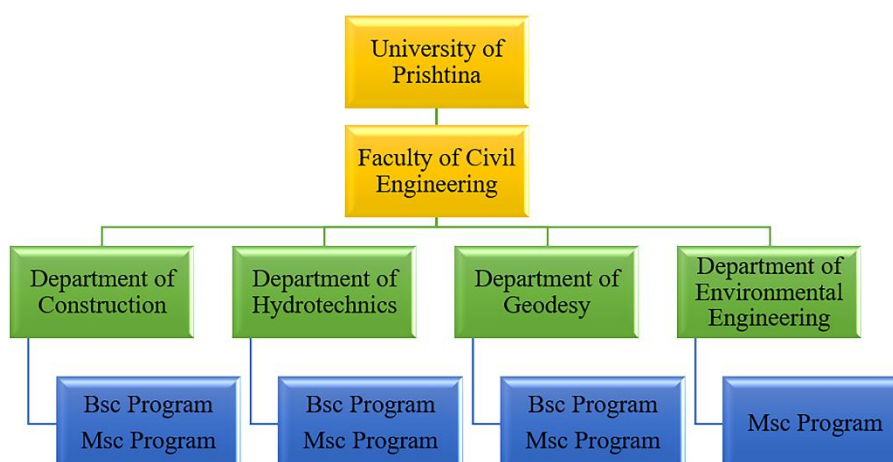 University of
Prishtina
Faculty of Civil
Engineering
Department of
Construction
Department of
Hydrotechnics
Department of
Geodesy
Department of
Environmental
Engineering
Bsc Program
Msc Program
Bsc Program
Msc Program
Bsc Program
Msc Program
Msc Program